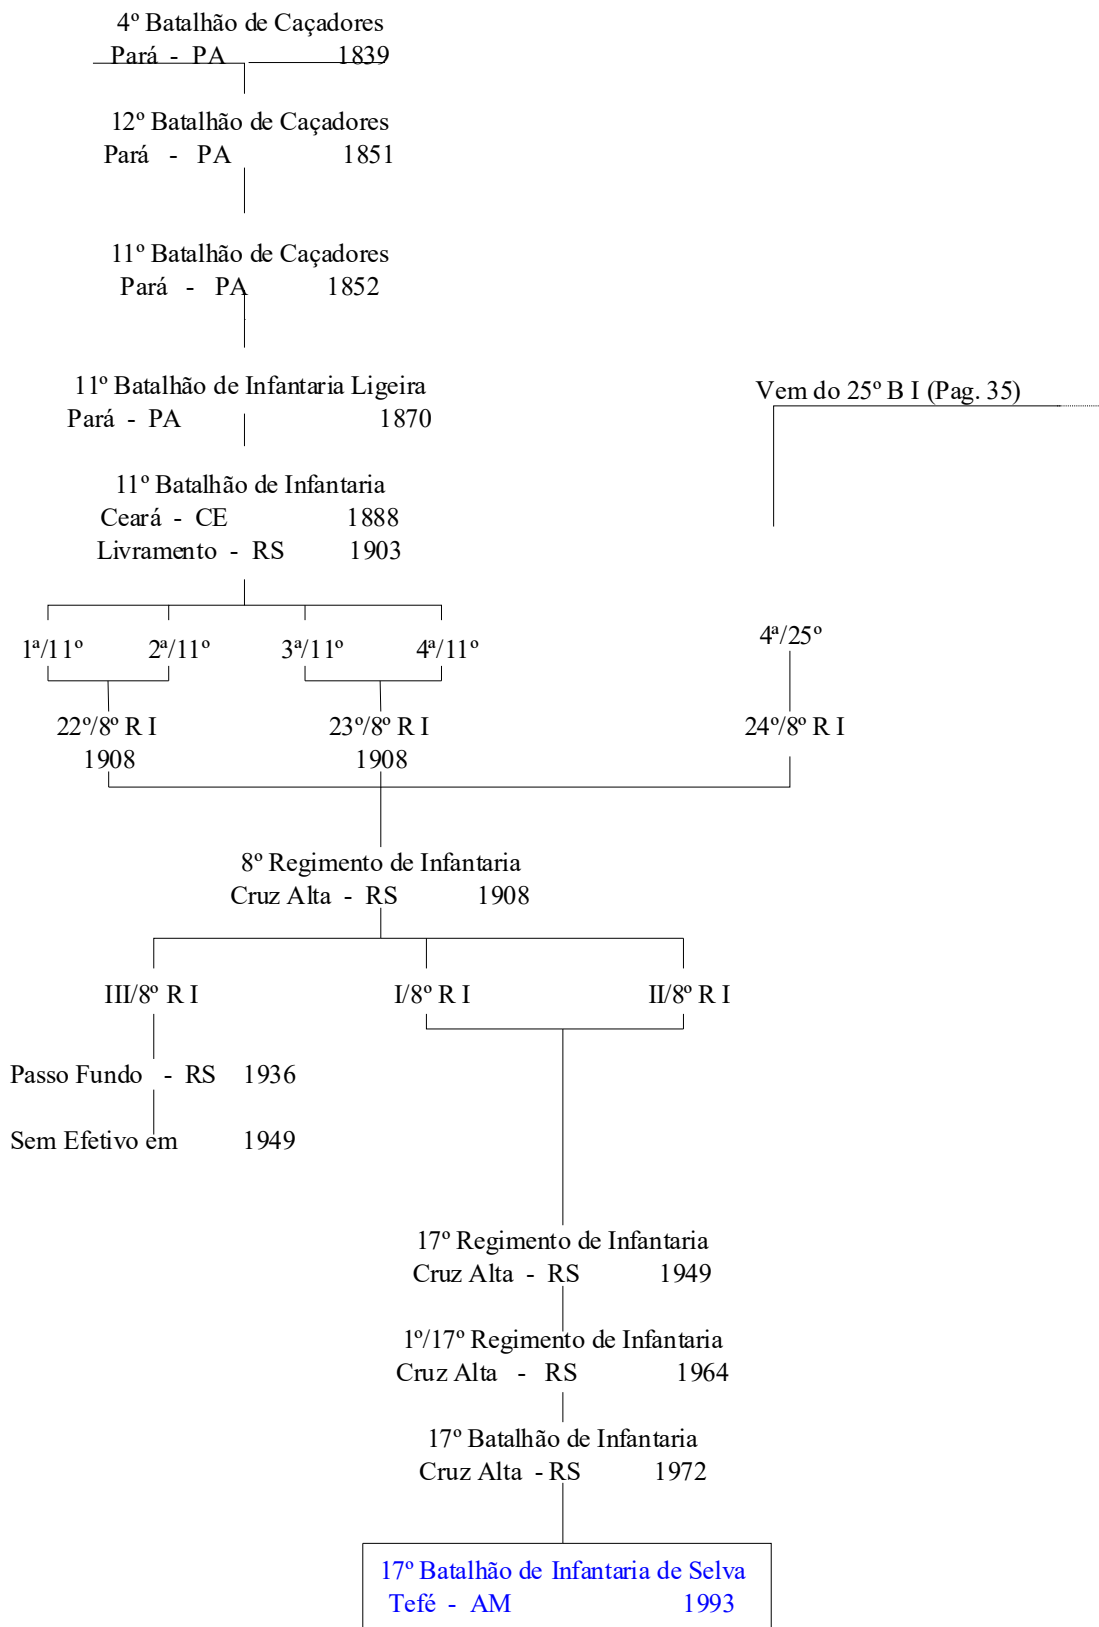 4º Batalhão de Caçadores
Pará - PA 1839
12º Batalhão de Caçadores
Pará - PA 1851
11º Batalhão de Caçadores
Pará - PA 1852
11º Batalhão de Infantaria Ligeira
Pará - PA 1870
Vem do 25º B I (Pag. 35)
11º Batalhão de Infantaria
Ceará - CE 1888
Livramento - RS 1903
1ª/11º 2ª/11º 3ª/11º 4ª/11º 4ª/25º
22º/8º R I 23º/8º R I 24º/8º R I
1908 1908
8º Regimento de Infantaria
Cruz Alta - RS 1908
III/8º R I I/8º R I II/8º R I
Passo Fundo - RS 1936
Sem Efetivo em 1949
17º Regimento de Infantaria
Cruz Alta - RS 1949
1º/17º Regimento de Infantaria
Cruz Alta - RS 1964
17º Batalhão de Infantaria
Cruz Alta - RS 1972
17º Batalhão de Infantaria de Selva
Tefé - AM 1993